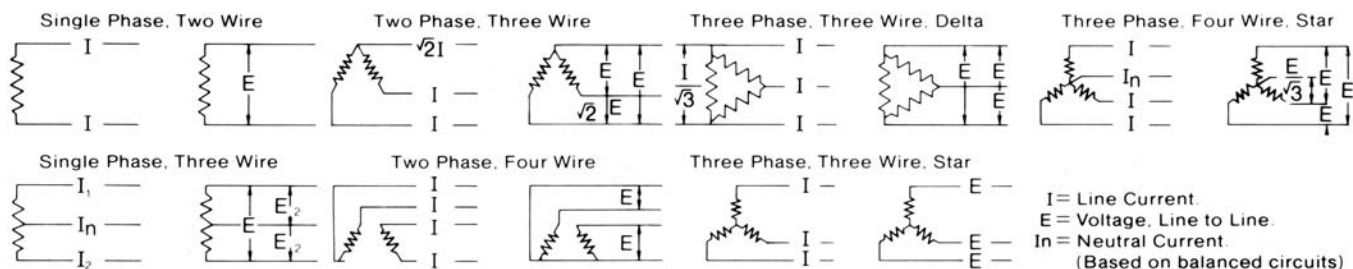 Single Phase, Two Wire
I
I
E
Two Phase, Three Wire
√2I
I
I
E
E
√2 E
Three Phase, Three Wire, Delta
I
√3
I
I
I
E
E
E
Three Phase, Four Wire, Star
I
In
I
I
E
√3
E
E
E
Single Phase, Three Wire
I₁
In
I₂
E
E/2
E/2
Two Phase, Four Wire
I
I
I
I
E
E
Three Phase, Three Wire, Star
I
I
I
E
E
E
I = Line Current.
E = Voltage, Line to Line.
In = Neutral Current.
(Based on balanced circuits)